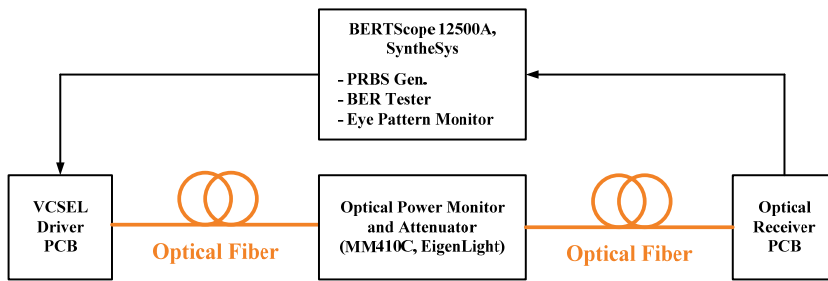 BERTScope 12500A,
SyntheSys
- PRBS Gen.
- BER Tester
- Eye Pattern Monitor
VCSEL
Driver
PCB
Optical Fiber
Optical Power Monitor
and Attenuator
(MM410C, EigenLight)
Optical Fiber
Optical
Receiver
PCB